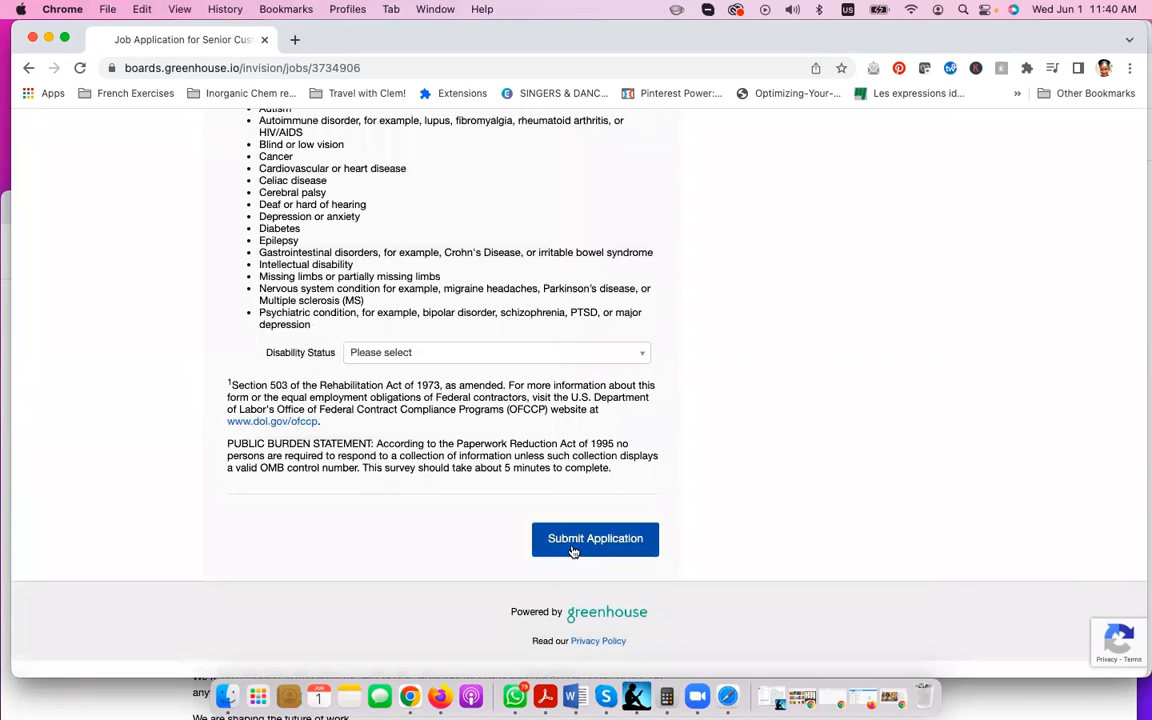 Chrome File Edit View History Bookmarks Profiles Tab Window Help US Wed Jun 1 11:40 AM
Job Application for Senior Cus
boards.greenhouse.io/invision/jobs/3734906
Apps French Exercises Inorganic Chem re... Travel with Clem! Extensions SINGERS & DANC... Pinterest Power:... Optimizing-Your-... Les expressions id... » Other Bookmarks
Autism
Autoimmune disorder, for example, lupus, fibromyalgia, rheumatoid arthritis, or
HIV/AIDS
Blind or low vision
Cancer
Cardiovascular or heart disease
Celiac disease
Cerebral palsy
Deaf or hard of hearing
Depression or anxiety
Diabetes
Epilepsy
Gastrointestinal disorders, for example, Crohn's Disease, or irritable bowel syndrome
Intellectual disability
Missing limbs or partially missing limbs
Nervous system condition for example, migraine headaches, Parkinson's disease, or
Multiple sclerosis (MS)
Psychiatric condition, for example, bipolar disorder, schizophrenia, PTSD, or major
depression
Disability Status Please select
1Section 503 of the Rehabilitation Act of 1973, as amended. For more information about this
form or the equal employment obligations of Federal contractors, visit the U.S. Department
of Labor's Office of Federal Contract Compliance Programs (OFCCP) website at
www.dol.gov/ofccp.
PUBLIC BURDEN STATEMENT: According to the Paperwork Reduction Act of 1995 no
persons are required to respond to a collection of information unless such collection displays
a valid OMB control number. This survey should take about 5 minutes to complete.
Submit Application
Powered by greenhouse
Read our Privacy Policy
Privacy - Terms
any
We are shaping the future of work